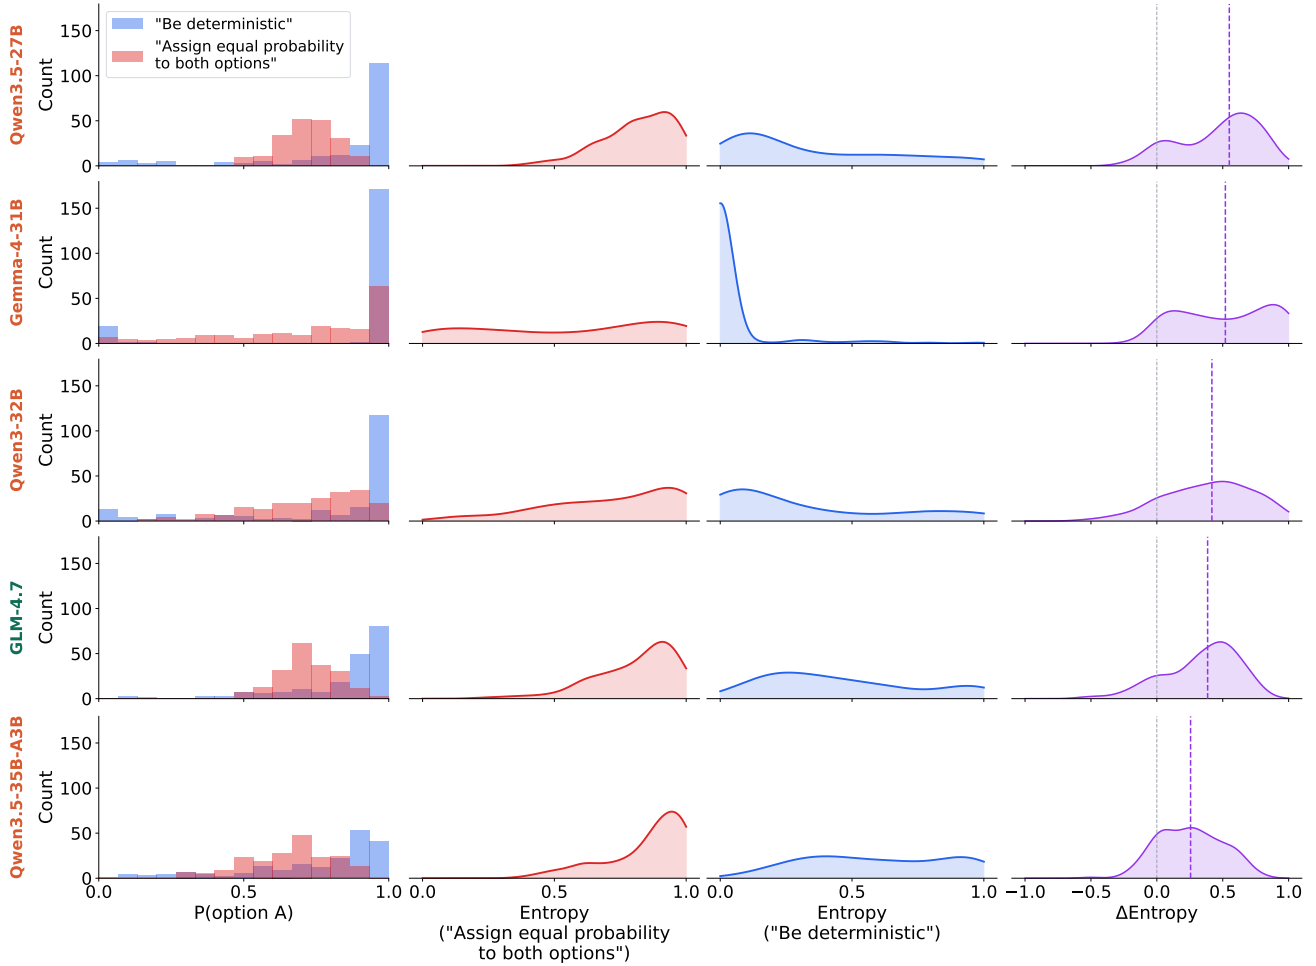 "Be deterministic"
"Assign equal probability
to both options"
Qwen3.5-27B
Count
150
100
50
0
Gemma-4-31B
Count
150
100
50
0
Qwen3-32B
Count
150
100
50
0
GLM-4.7
Count
150
100
50
0
Qwen3.5-35B-A3B
Count
150
100
50
0
0.0 0.5 1.0
P(option A)
0.0 0.5 1.0
Entropy
("Assign equal probability
to both options")
0.0 0.5 1.0
Entropy
("Be deterministic")
−1.0 −0.5 0.0 0.5 1.0
ΔEntropy